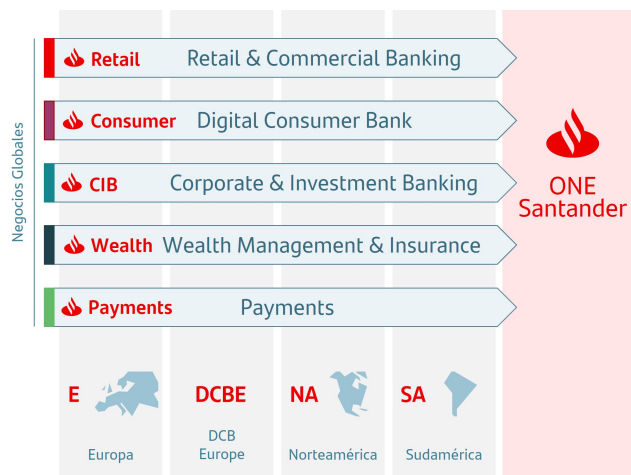 Negocios Globales
Retail Retail & Commercial Banking
Consumer Digital Consumer Bank
CIB Corporate & Investment Banking
Wealth Wealth Management & Insurance
Payments Payments
ONE
Santander
E DCBE NA SA
Europa DCB
Europe Norteamérica Sudamérica